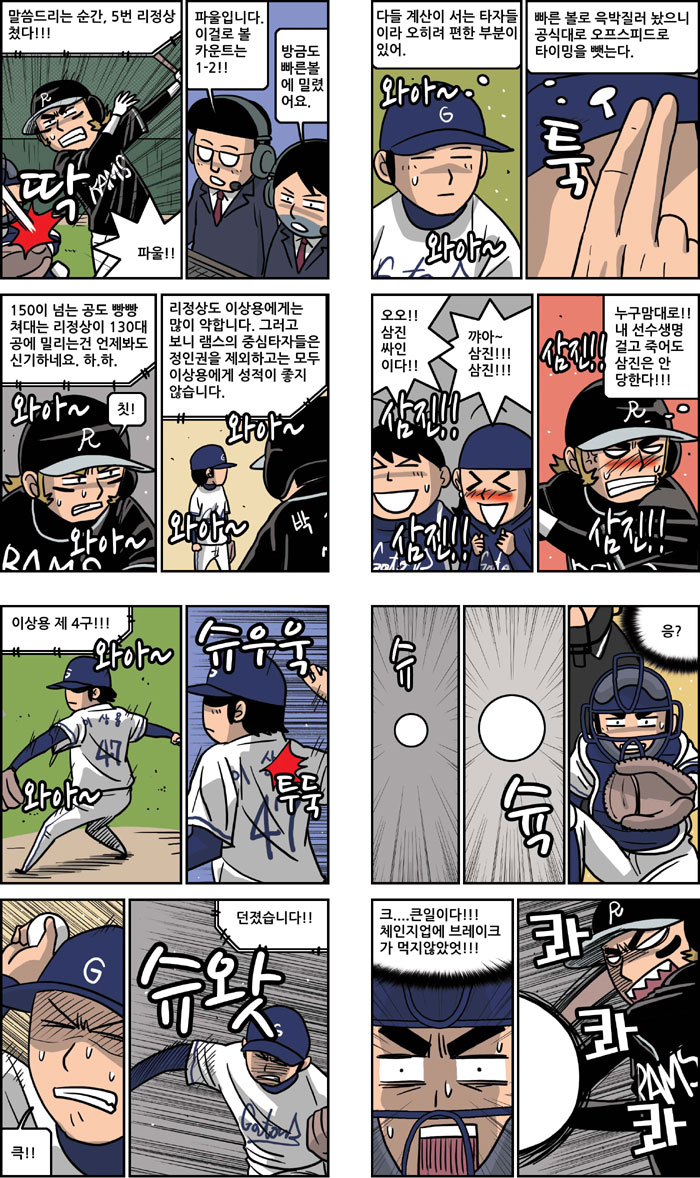 말씀드리는 순간, 5번 리정상
쳤다!!!
R
딱
RAMS
파울!!
파울입니다.
이걸로 볼
카운트는
1-2!!
방금도
빠른볼
에 밀렸
어요.
150이 넘는 공도 빵빵
쳐대는 리정상이 130대
공에 밀리는건 언제봐도
신기하네요. 하.하.
와아~
칫!
R
와아~
RAMS
리정상도 이상용에게는
많이 약합니다. 그러고
보니 램스의 중심타자들은
정인권을 제외하고는 모두
이상용에게 성적이 좋지
않습니다.
와아~
와아~
박
다들 계산이 서는 타자들
이라 오히려 편한 부분이
있어.
와아~
G
와아~
Gators
빠른 볼로 윽박질러 놨으니
공식대로 오프스피드로
타이밍을 뺏는다.
툭
오오!!
삼진
싸인
이다!!
꺄아~
삼진!!!
삼진!!!
삼진!!
삼진!!
Gators
삼진!!
누구맘대로!!
내 선수생명
걸고 죽어도
삼진은 안
당한다!!!
R
삼진!!
이상용 제 4구!!!
와아~
이상용
47
와아~
슈우욱
이상
47
투둑
G
큭!!
던졌습니다!!
슈왓
Gators
슈
슉
응?
크....큰일이다!!!
체인지업에 브레이크
가 먹지않았엇!!!
R
콰
콰
콰
RAMS